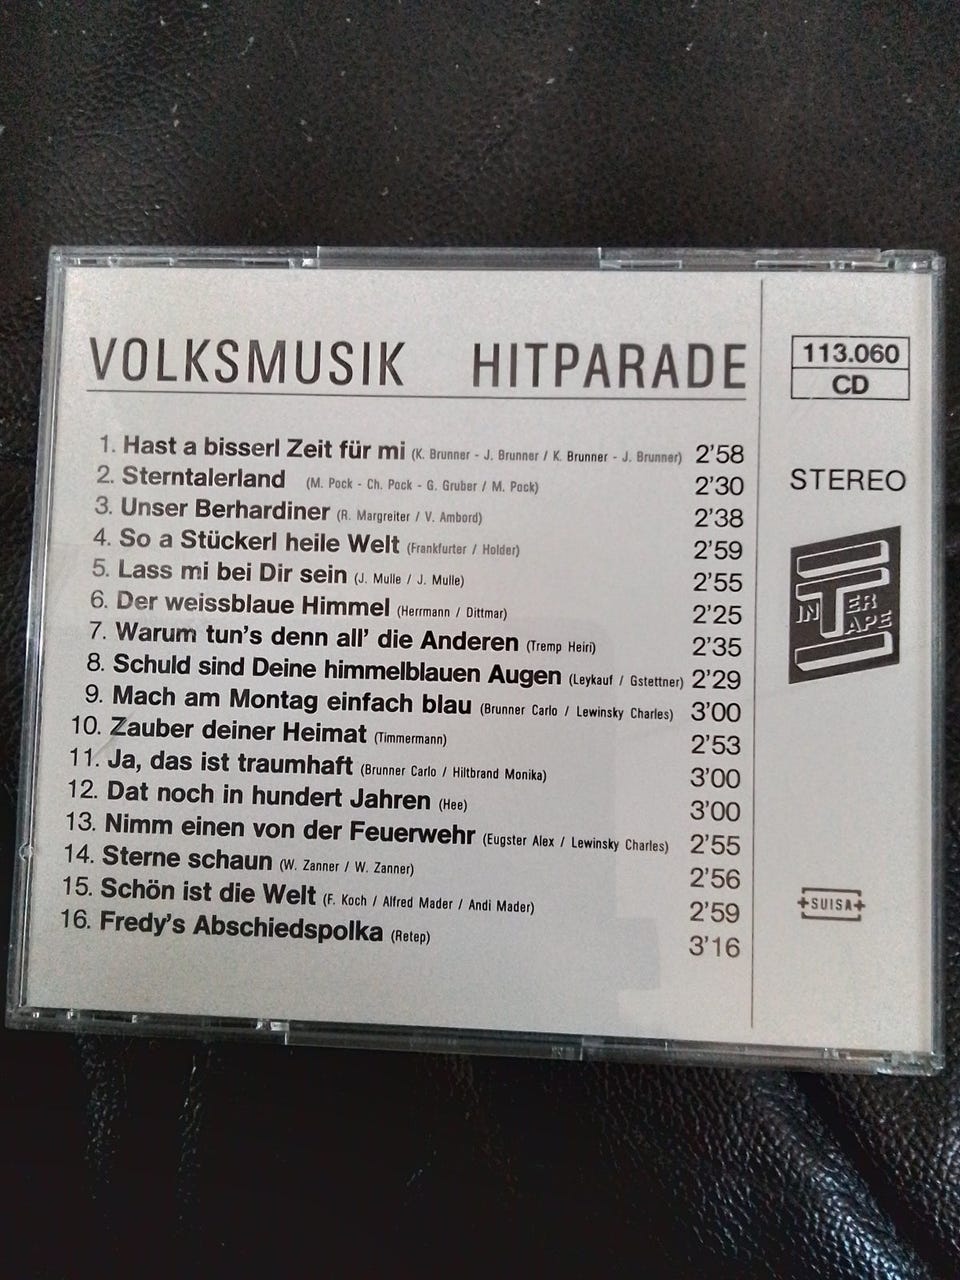 VOLKSMUSIK HITPARADE
1. Hast a bisserl Zeit für mi (K. Brunner - J. Brunner / K. Brunner - J. Brunner) 2'58
2. Sterntalerland (M. Pock - Ch. Pock - G. Gruber / M. Pock) 2'30
3. Unser Berhardiner (R. Margreiter / V. Ambord) 2'38
4. So a Stückerl heile Welt (Frankfurter / Holder) 2'59
5. Lass mi bei Dir sein (J. Mulle / J. Mulle) 2'55
6. Der weissblaue Himmel (Herrmann / Dittmar) 2'25
7. Warum tun's denn all' die Anderen (Tremp Heiri) 2'35
8. Schuld sind Deine himmelblauen Augen (Leykauf / Gstettner) 2'29
9. Mach am Montag einfach blau (Brunner Carlo / Lewinsky Charles) 3'00
10. Zauber deiner Heimat (Timmermann) 2'53
11. Ja, das ist traumhaft (Brunner Carlo / Hiltbrand Monika) 3'00
12. Dat noch in hundert Jahren (Hee) 3'00
13. Nimm einen von der Feuerwehr (Eugster Alex / Lewinsky Charles) 2'55
14. Sterne schaun (W. Zanner / W. Zanner) 2'56
15. Schön ist die Welt (F. Koch / Alfred Mader / Andi Mader) 2'59
16. Fredy's Abschiedspolka (Retep) 3'16
113.060
CD
STEREO
INTER
TAPE
SUISA